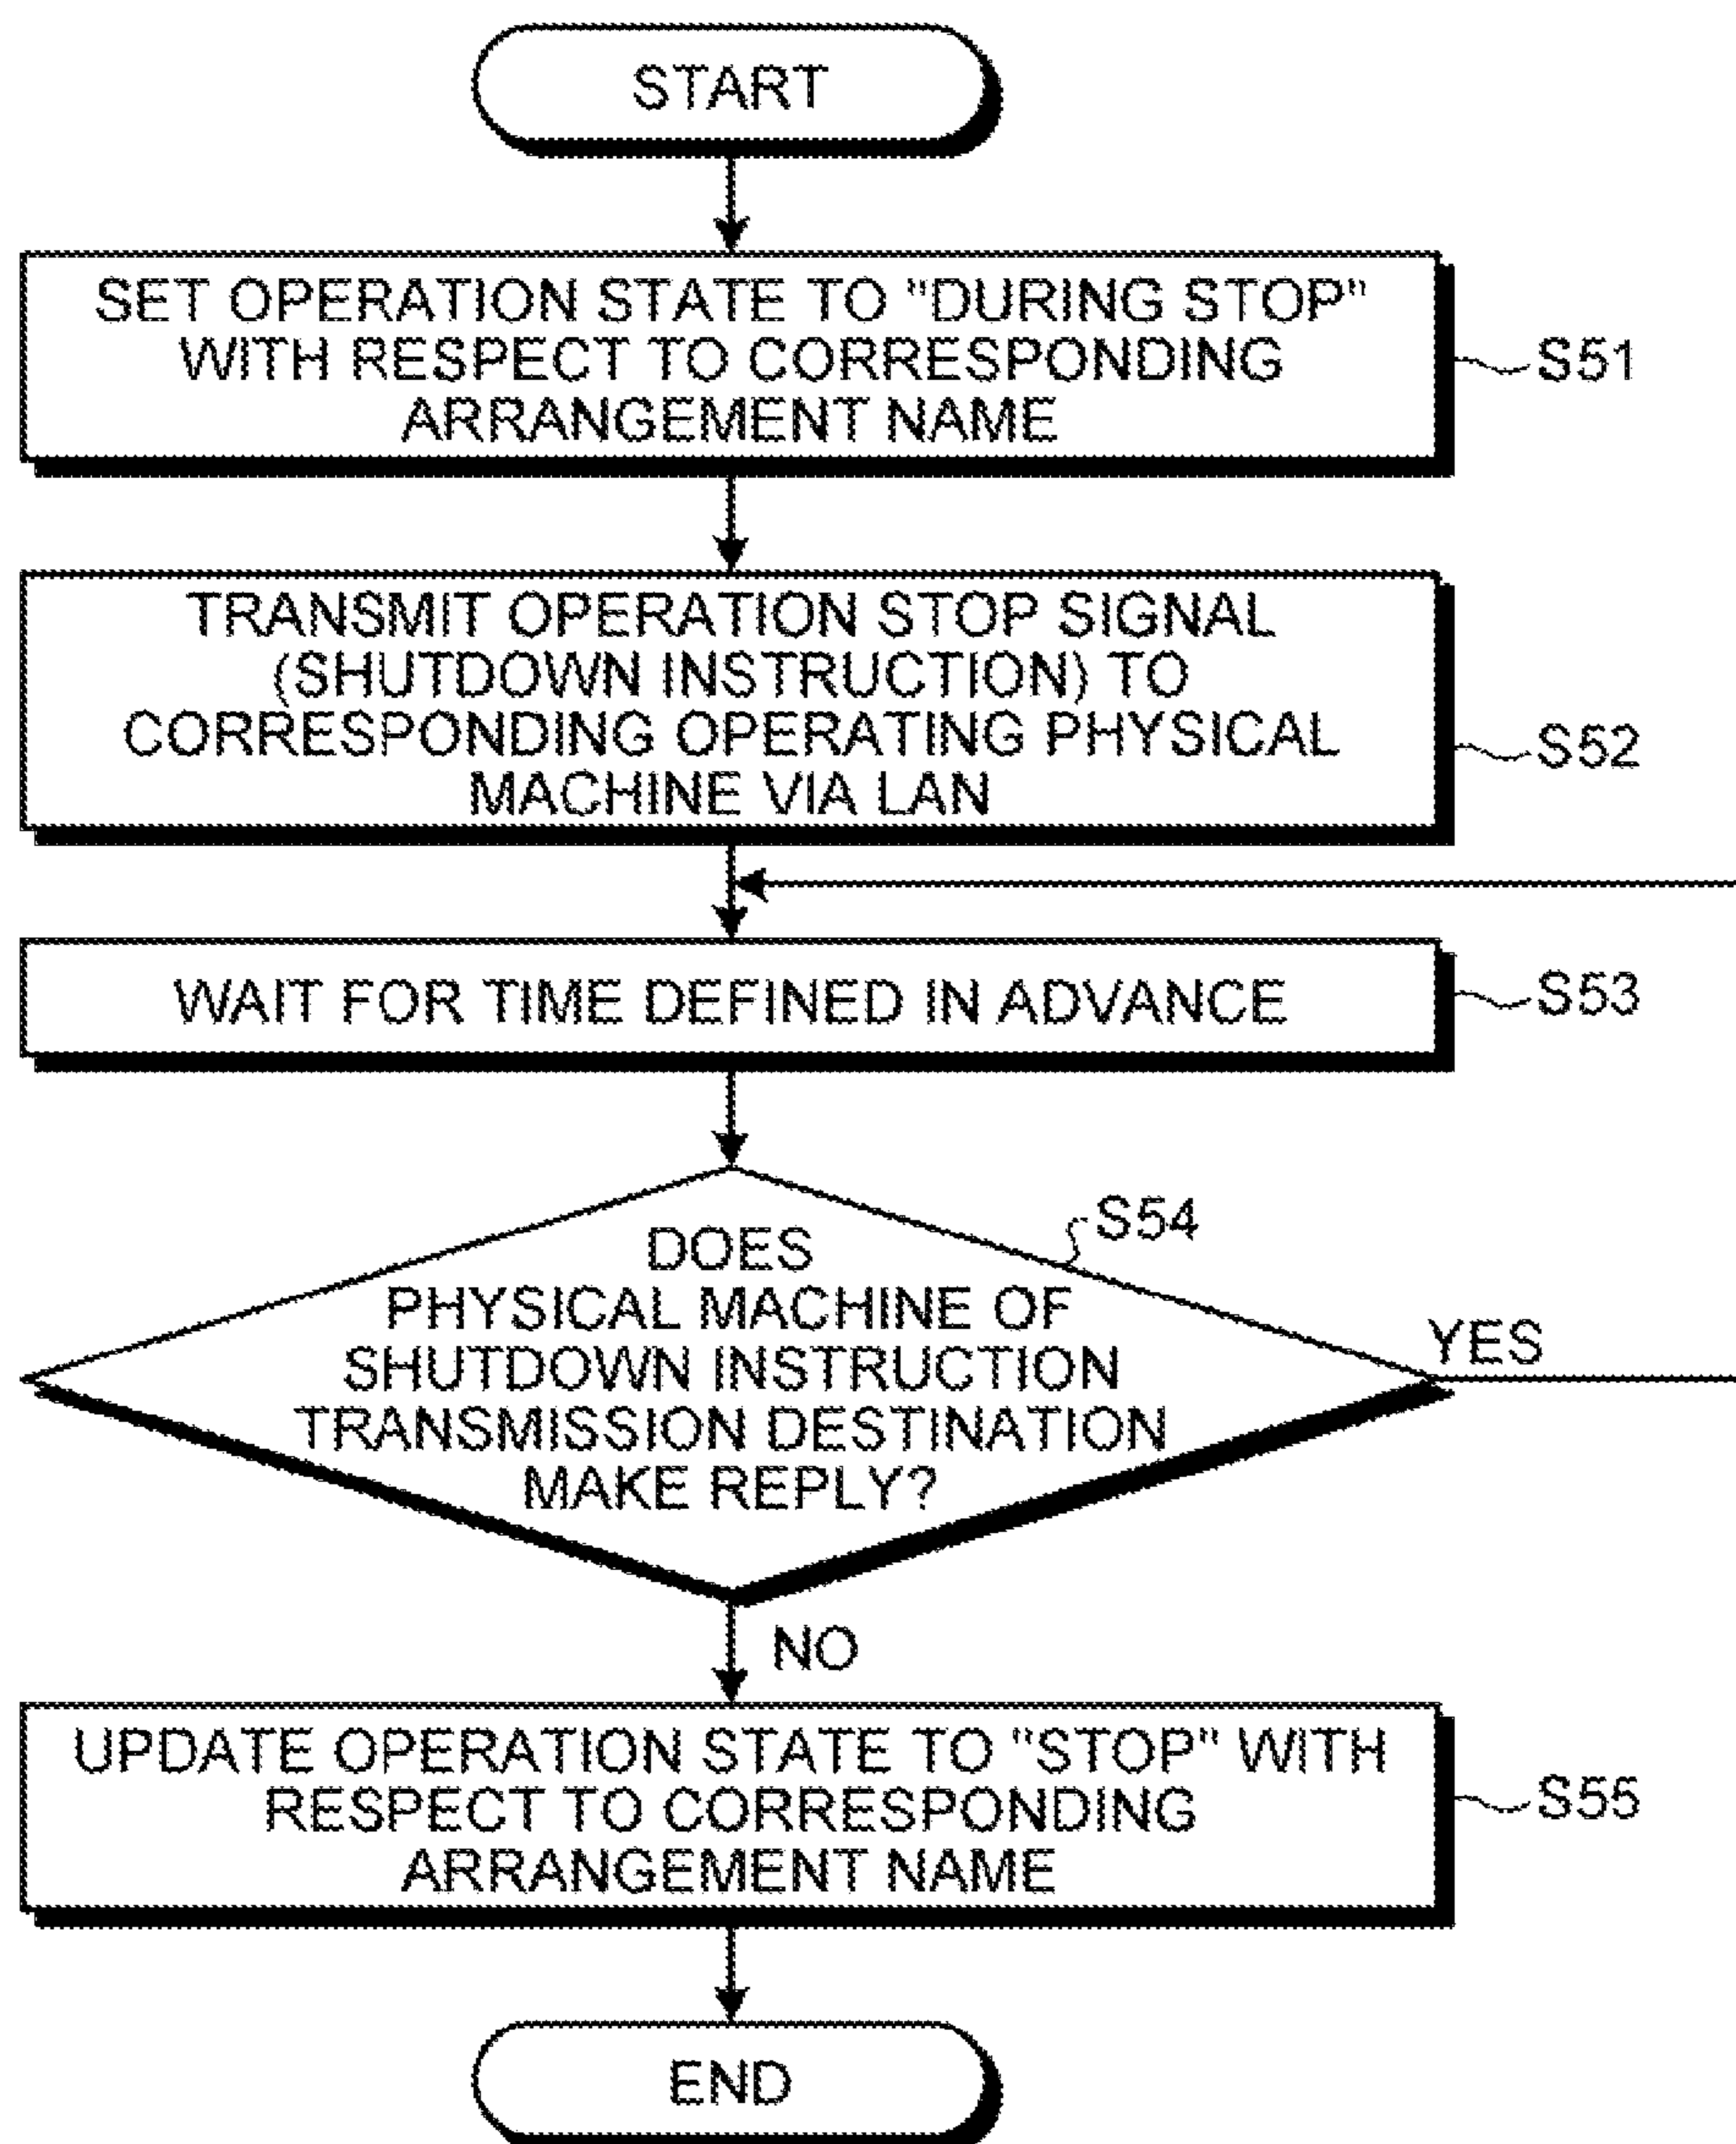 START
SET OPERATION STATE TO "DURING STOP"
WITH RESPECT TO CORRESPONDING
ARRANGEMENT NAME
S51
TRANSMIT OPERATION STOP SIGNAL
(SHUTDOWN INSTRUCTION) TO
CORRESPONDING OPERATING PHYSICAL
MACHINE VIA LAN
S52
WAIT FOR TIME DEFINED IN ADVANCE
S53
S54
DOES
PHYSICAL MACHINE OF
SHUTDOWN INSTRUCTION
TRANSMISSION DESTINATION
MAKE REPLY?
YES
NO
UPDATE OPERATION STATE TO "STOP" WITH
RESPECT TO CORRESPONDING
ARRANGEMENT NAME
S55
END